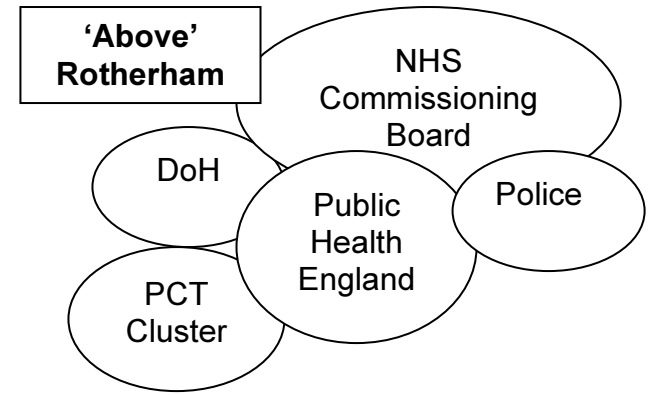 ‘Above’
Rotherham
NHS
Commissioning
Board
DoH
Police
Public
Health
England
PCT
Cluster